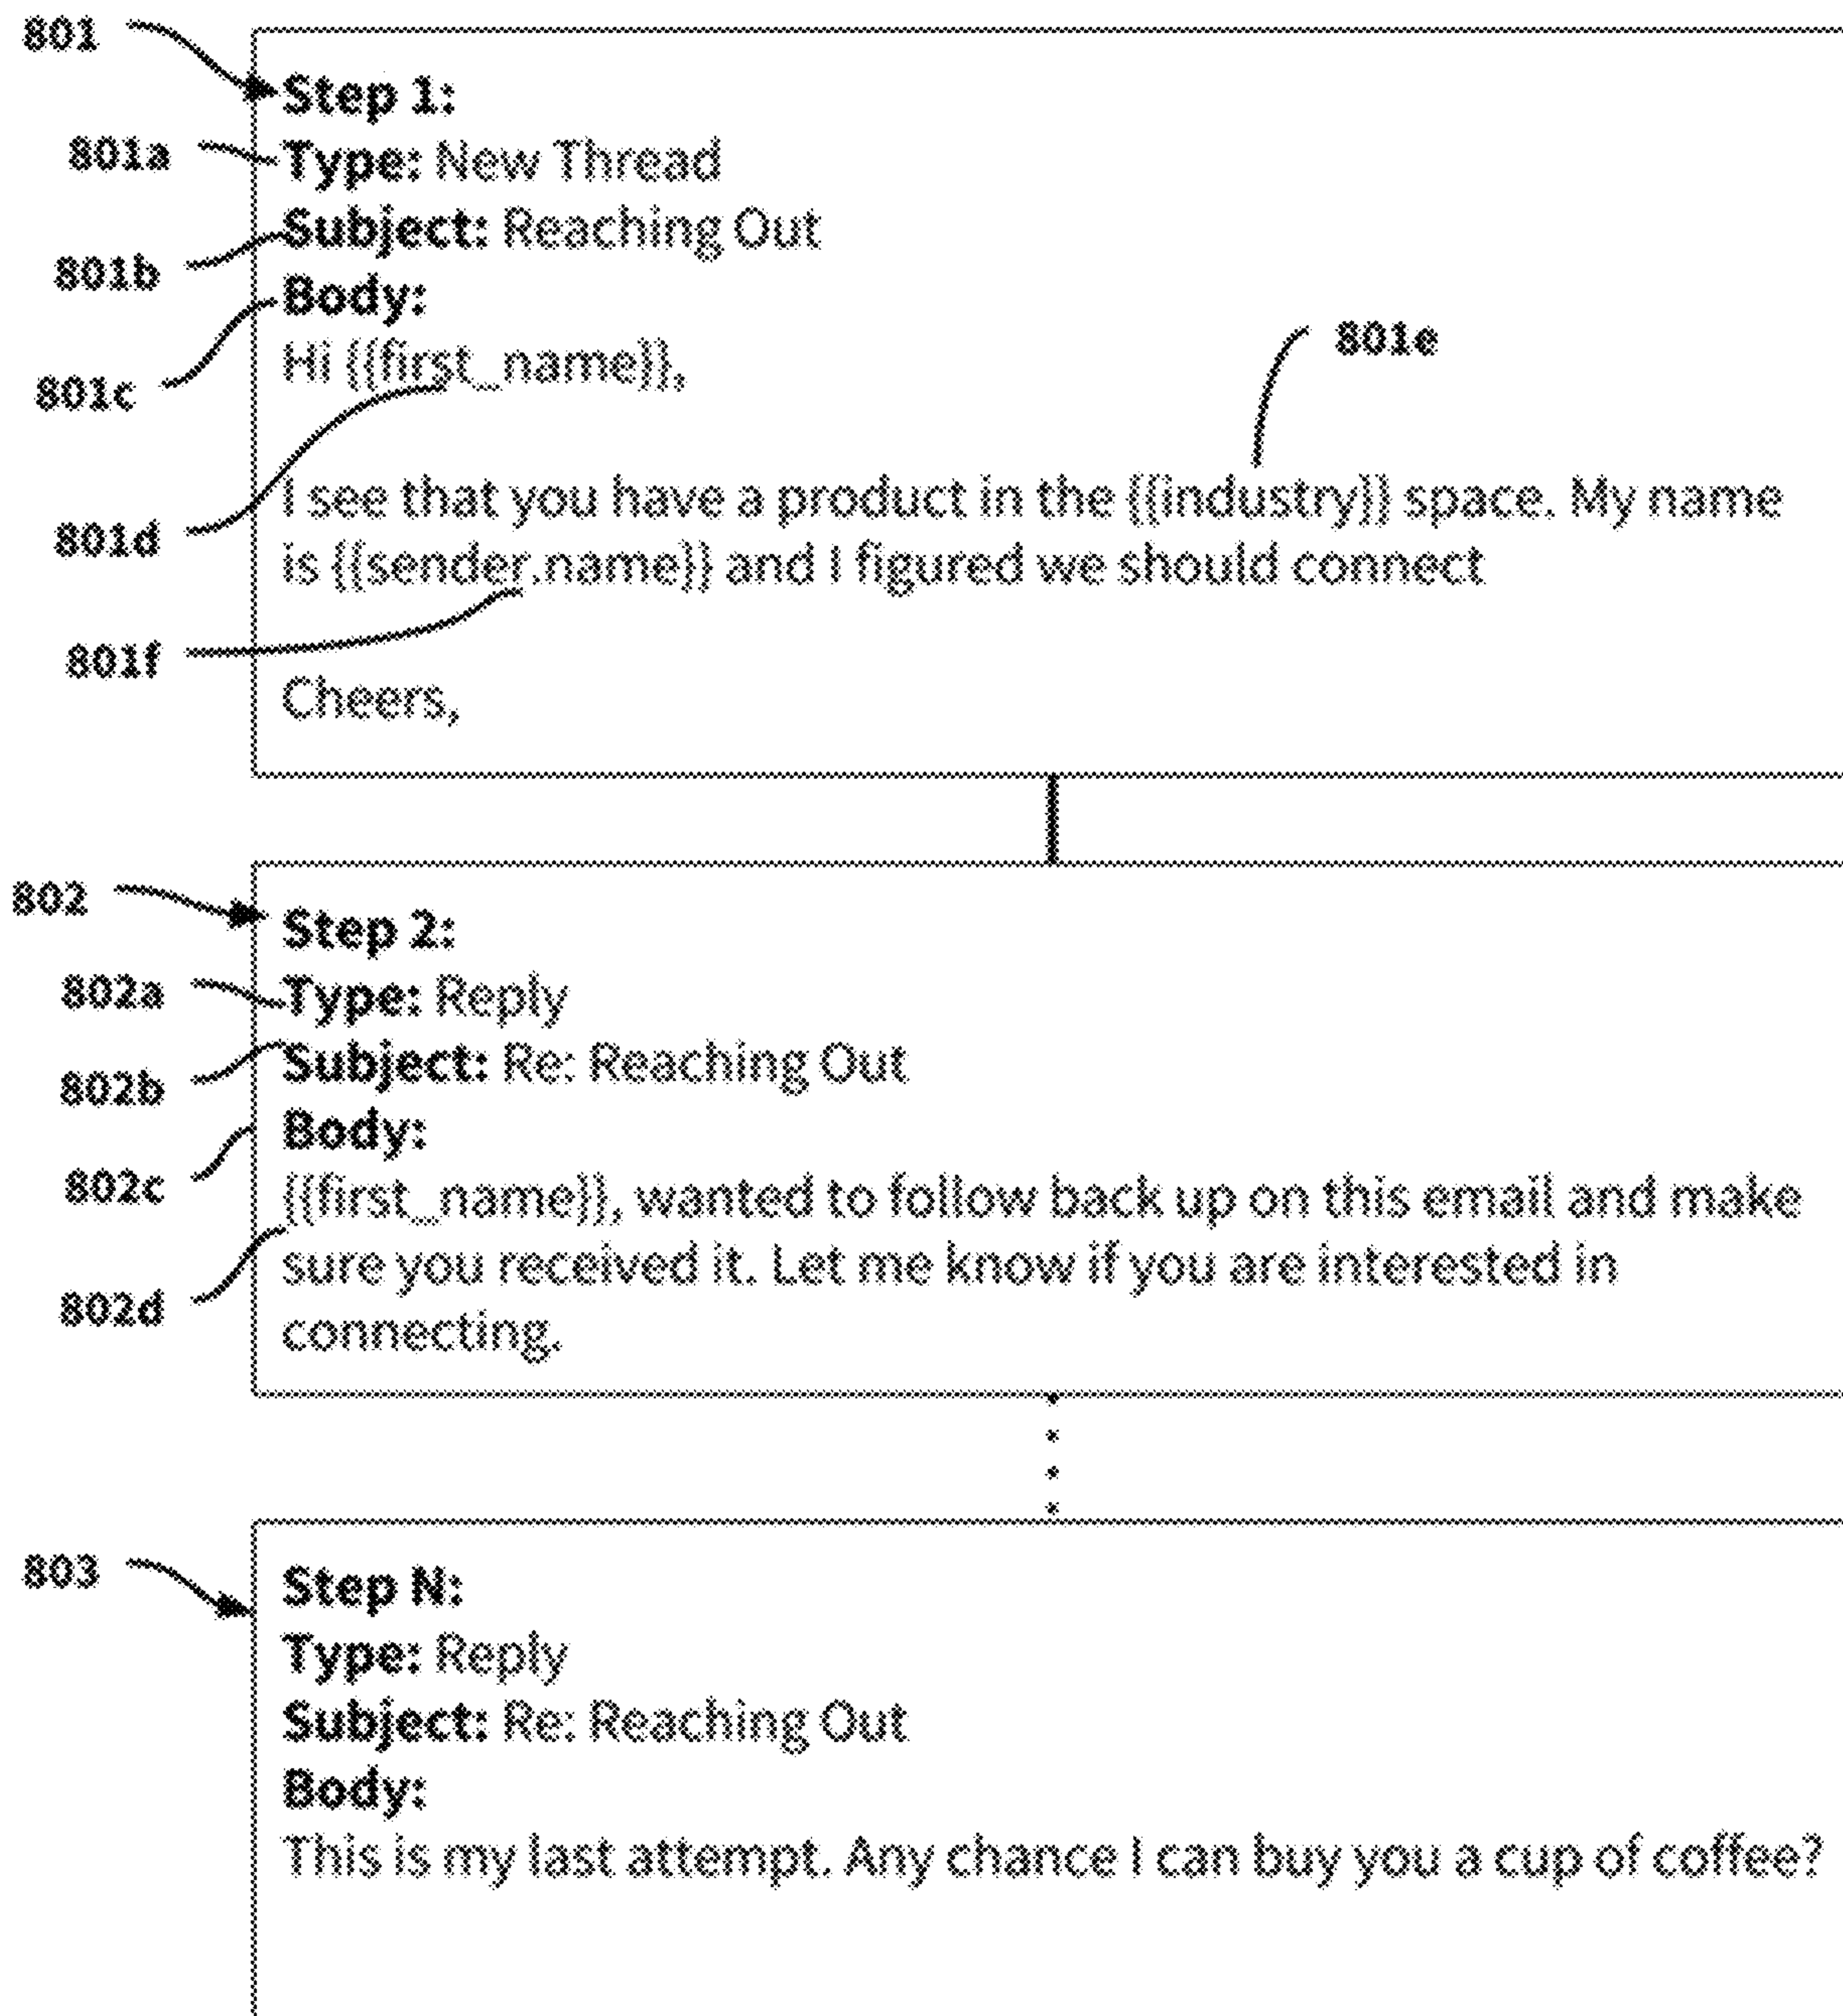 801
Step 1:
801a
Type: New Thread
Subject: Reaching Out
801b
Body:
801e
Hi {{first_name}},
801c
I see that you have a product in the {{industry}} space. My name
801d
is {{sender.name}} and I figured we should connect
801f
Cheers,
802
Step 2:
802a
Type: Reply
Subject: Re: Reaching Out
802b
Body:
802c
{{first_name}}, wanted to follow back up on this email and make
sure you received it. Let me know if you are interested in
802d
connecting.
803
Step N:
Type: Reply
Subject: Re: Reaching Out
Body:
This is my last attempt. Any chance I can buy you a cup of coffee?